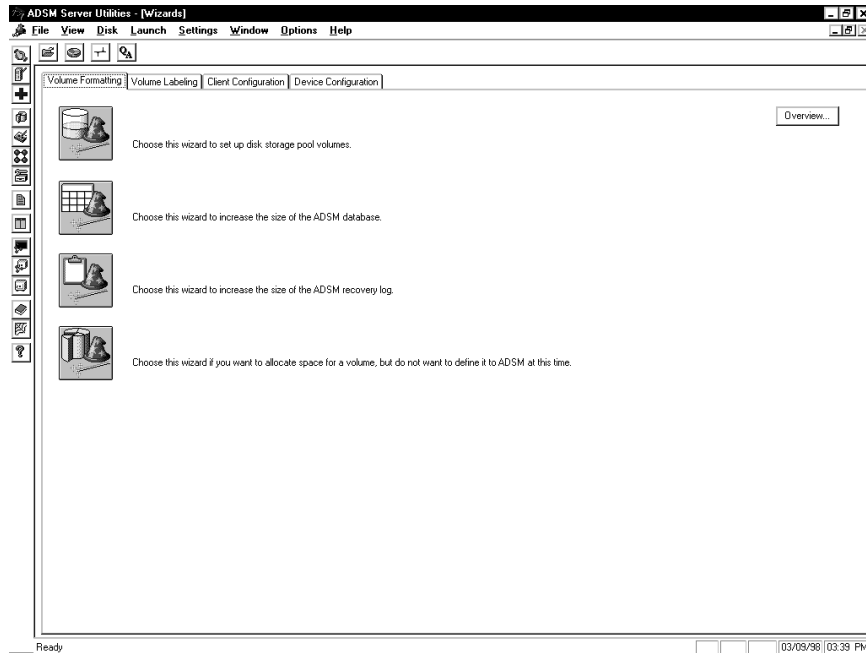 ADSM Server Utilities - [Wizards]
File View Disk Launch Settings Window Options Help
Volume Formatting Volume Labeling Client Configuration Device Configuration
Overview...
Choose this wizard to set up disk storage pool volumes.
Choose this wizard to increase the size of the ADSM database.
Choose this wizard to increase the size of the ADSM recovery log.
Choose this wizard if you want to allocate space for a volume, but do not want to define it to ADSM at this time.
Ready 03/09/98 03:39 PM